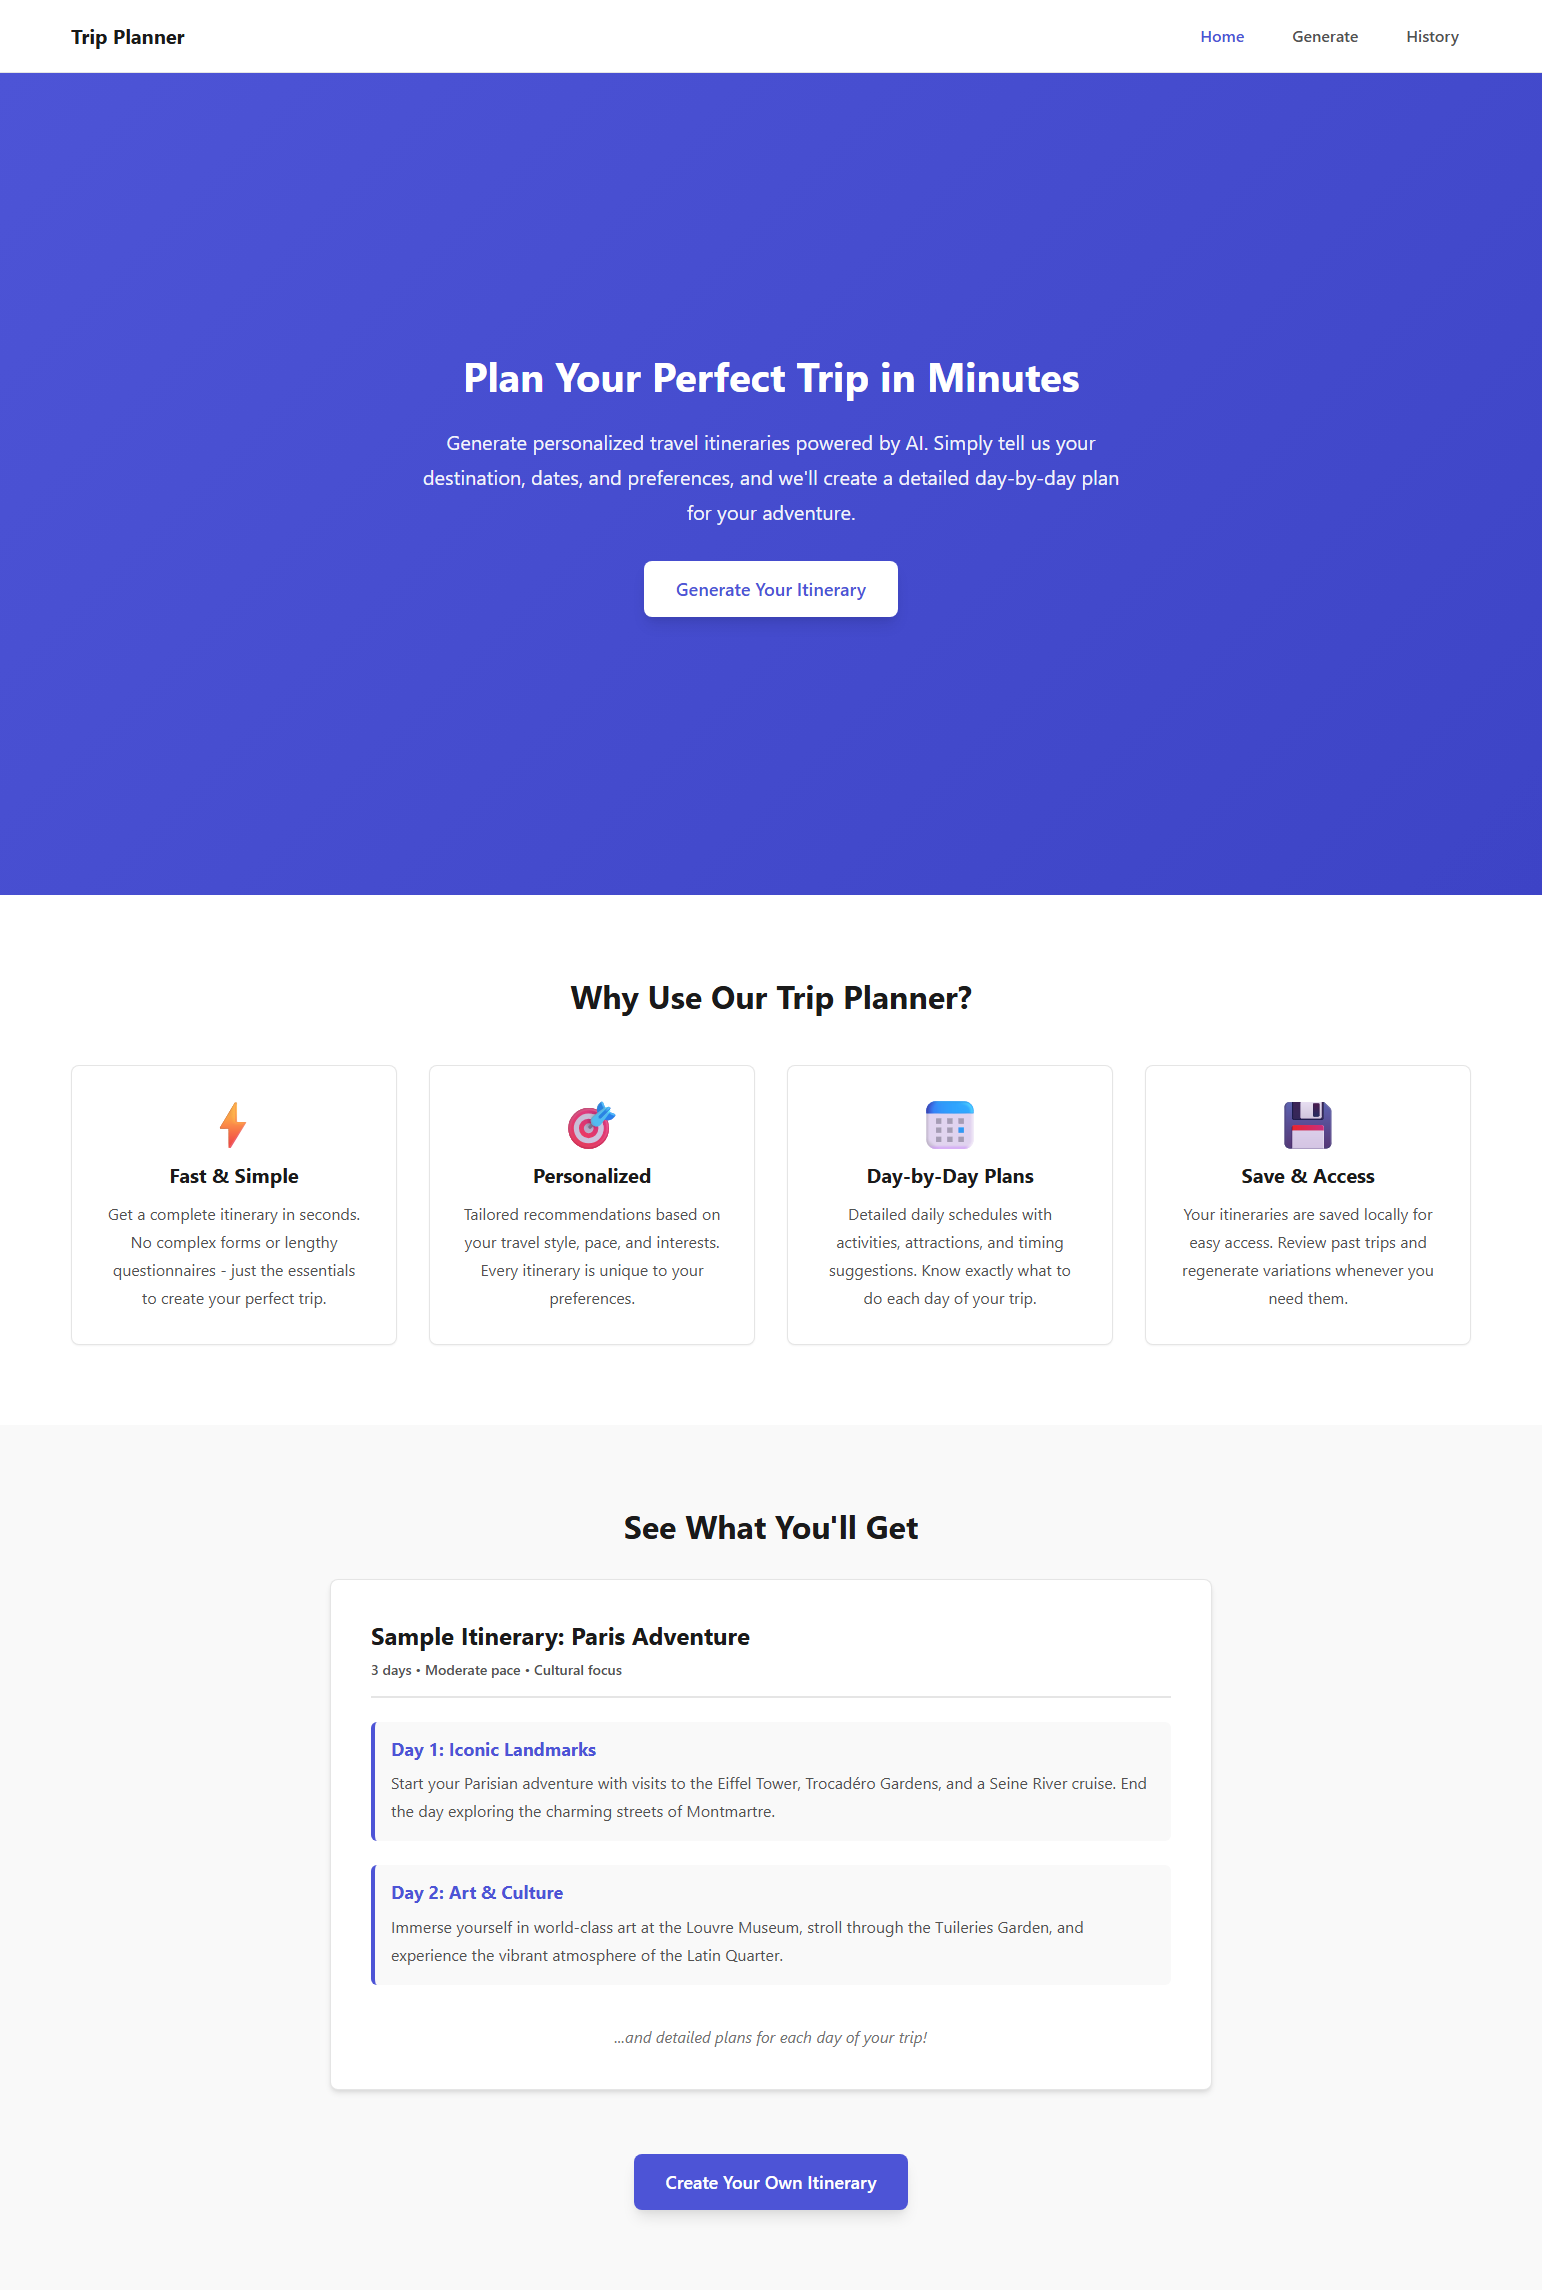 Trip Planner
Home
Generate
History
Plan Your Perfect Trip in Minutes
Generate personalized travel itineraries powered by AI. Simply tell us your
destination, dates, and preferences, and we'll create a detailed day-by-day plan
for your adventure.
Generate Your Itinerary
Why Use Our Trip Planner?
Fast & Simple
Get a complete itinerary in seconds.
No complex forms or lengthy
questionnaires - just the essentials
to create your perfect trip.
Personalized
Tailored recommendations based on
your travel style, pace, and interests.
Every itinerary is unique to your
preferences.
Day-by-Day Plans
Detailed daily schedules with
activities, attractions, and timing
suggestions. Know exactly what to
do each day of your trip.
Save & Access
Your itineraries are saved locally for
easy access. Review past trips and
regenerate variations whenever you
need them.
See What You'll Get
Sample Itinerary: Paris Adventure
3 days • Moderate pace • Cultural focus
Day 1: Iconic Landmarks
Start your Parisian adventure with visits to the Eiffel Tower, Trocadéro Gardens, and a Seine River cruise. End
the day exploring the charming streets of Montmartre.
Day 2: Art & Culture
Immerse yourself in world-class art at the Louvre Museum, stroll through the Tuileries Garden, and
experience the vibrant atmosphere of the Latin Quarter.
...and detailed plans for each day of your trip!
Create Your Own Itinerary